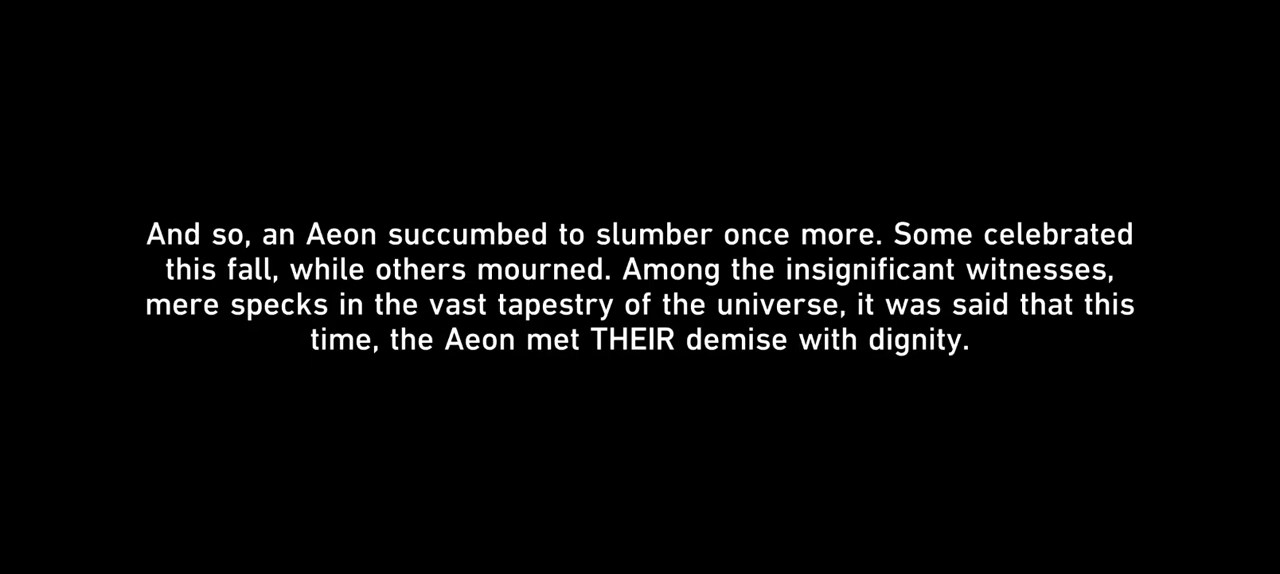 And so, an Aeon succumbed to slumber once more. Some celebrated
this fall, while others mourned. Among the insignificant witnesses,
mere specks in the vast tapestry of the universe, it was said that this
time, the Aeon met THEIR demise with dignity.